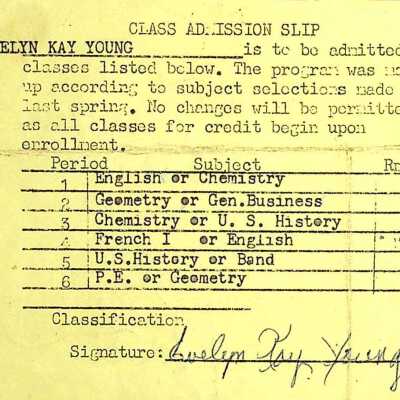 CLASS ADMISSION SLIP
ELYN KAY YOUNG is to be admitted
classes listed below. The program was m
up according to subject selections made
last spring. No changes will be permitte
as all classes for credit begin upon
enrollment.
Period Subject Rm
1 English or Chemistry
2 Geometry or Gen.Business
3 Chemistry or U. S. History
4 French I or English
5 U.S.History or Band
6 P.E. or Geometry
Classification
Signature: Evelyn Kay Young